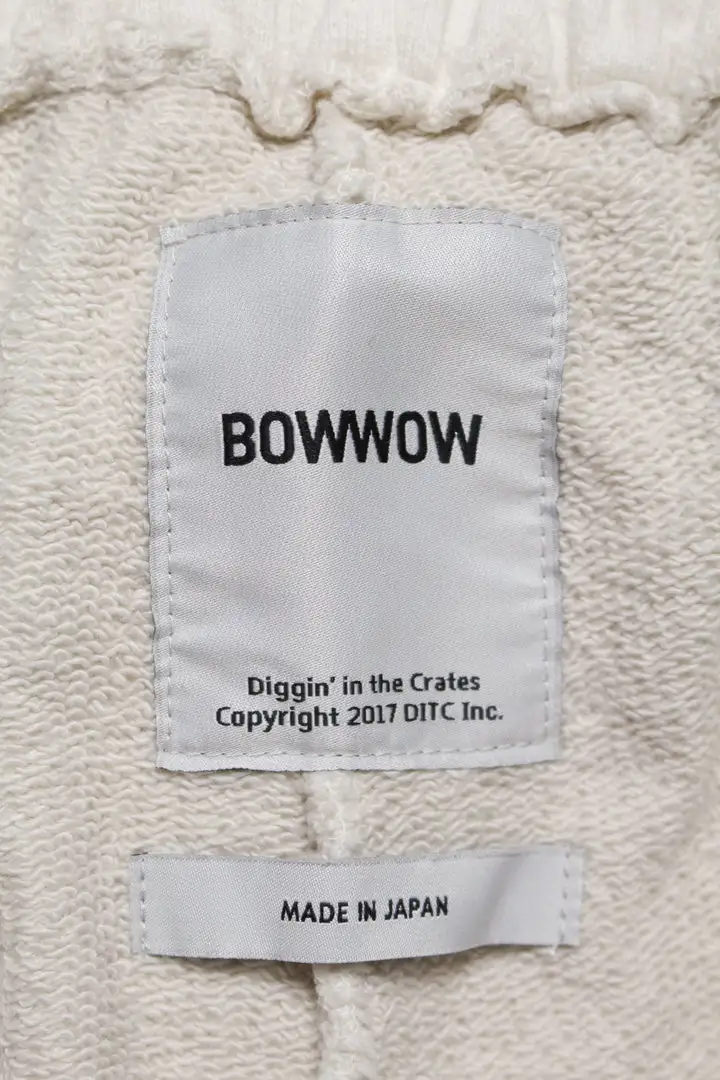 BOWWOW
Diggin' in the Crates
Copyright 2017 DITC Inc.
MADE IN JAPAN